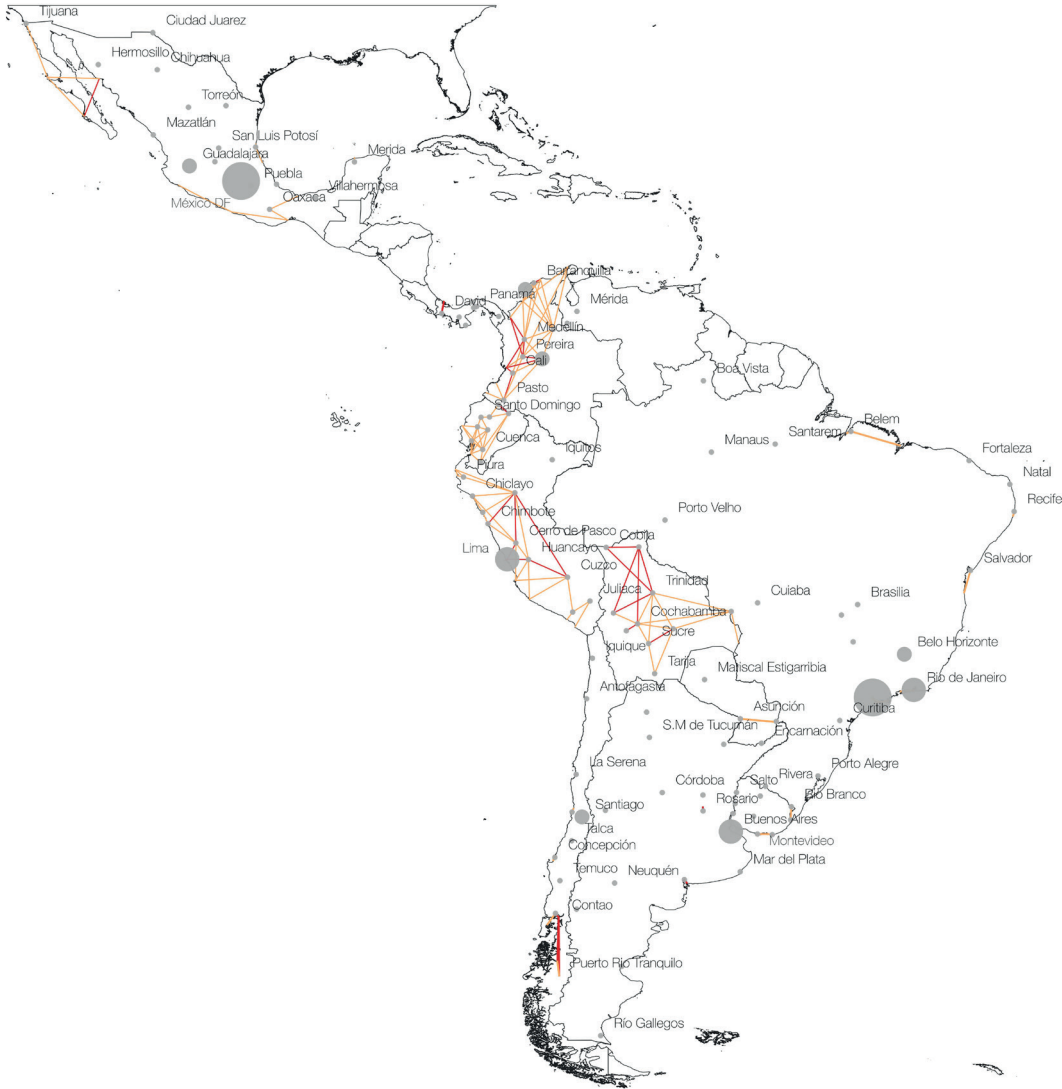 Tijuana
Ciudad Juarez
Hermosillo
Chihuahua
Torreón
Mazatlán
San Luis Potosí
Guadalajara
Merida
Puebla
Villahermosa
Oaxaca
México DF
Barranquilla
Panamá
Mérida
David
Medellín
Pereira
Cali
Boa Vista
Pasto
Santo Domingo
Belem
Santarem
Cuenca
Manaus
Iquitos
Fortaleza
Piura
Natal
Chiclayo
Recife
Chimbote
Porto Velho
Cerro de Pasco
Cobija
Lima
Huancayo
Salvador
Cuzco
Trinidad
Juliaca
Cuiaba
Brasilia
Cochabamba
Sucre
Iquique
Belo Horizonte
Tarija
Mariscal Estigarribia
Rio de Janeiro
Antofagasta
Asunción
Curitiba
S.M de Tucumán
Encarnación
La Serena
Rivera
Porto Alegre
Córdoba
Salto
Rio Branco
Rosario
Santiago
Buenos Aires
Talca
Montevideo
Concepción
Mar del Plata
Temuco
Neuquén
Contao
Puerto Rio Tranquilo
Río Gallegos